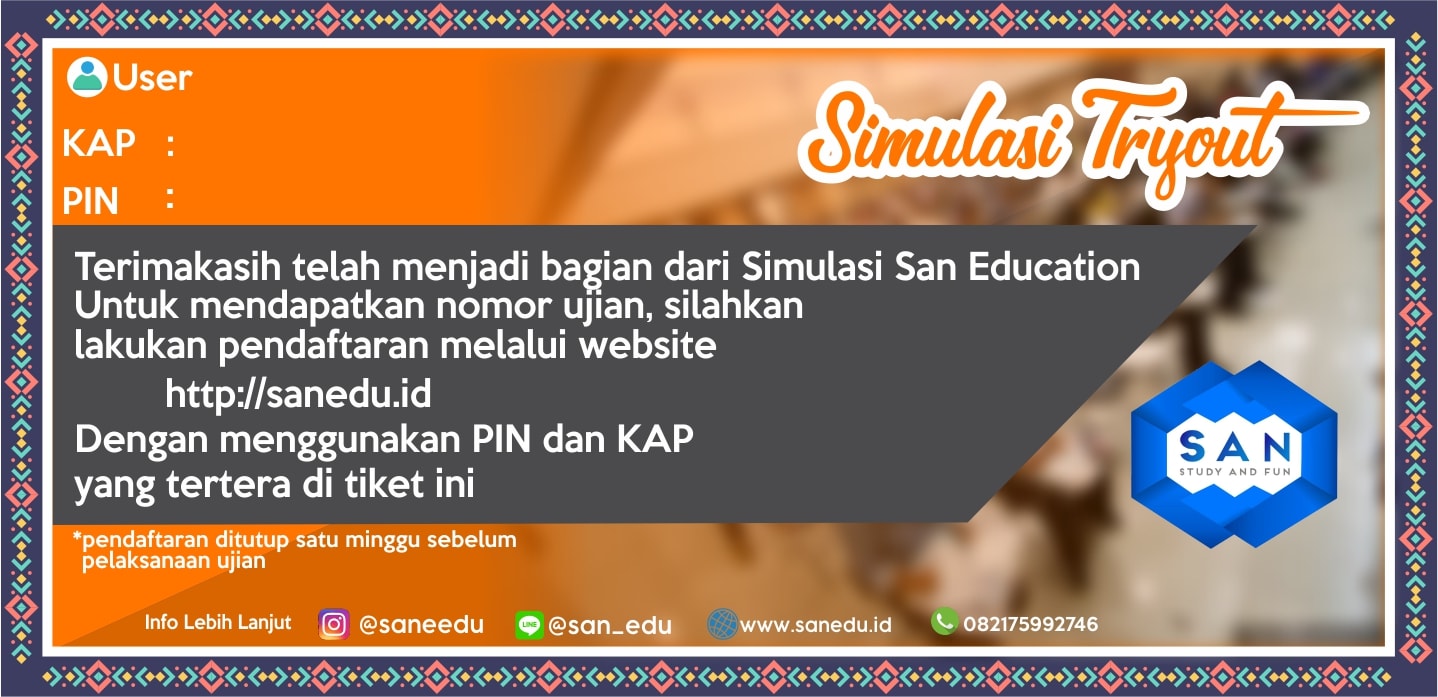 User
KAP :
PIN :
Simulasi Tryout
Terimakasih telah menjadi bagian dari Simulasi San Education
Untuk mendapatkan nomor ujian, silahkan
lakukan pendaftaran melalui website
http://sanedu.id
Dengan menggunakan PIN dan KAP
yang tertera di tiket ini
SAN
STUDY AND FUN
*pendaftaran ditutup satu minggu sebelum
pelaksanaan ujian
Info Lebih Lanjut @saneedu LINE @san_edu www.sanedu.id 082175992746